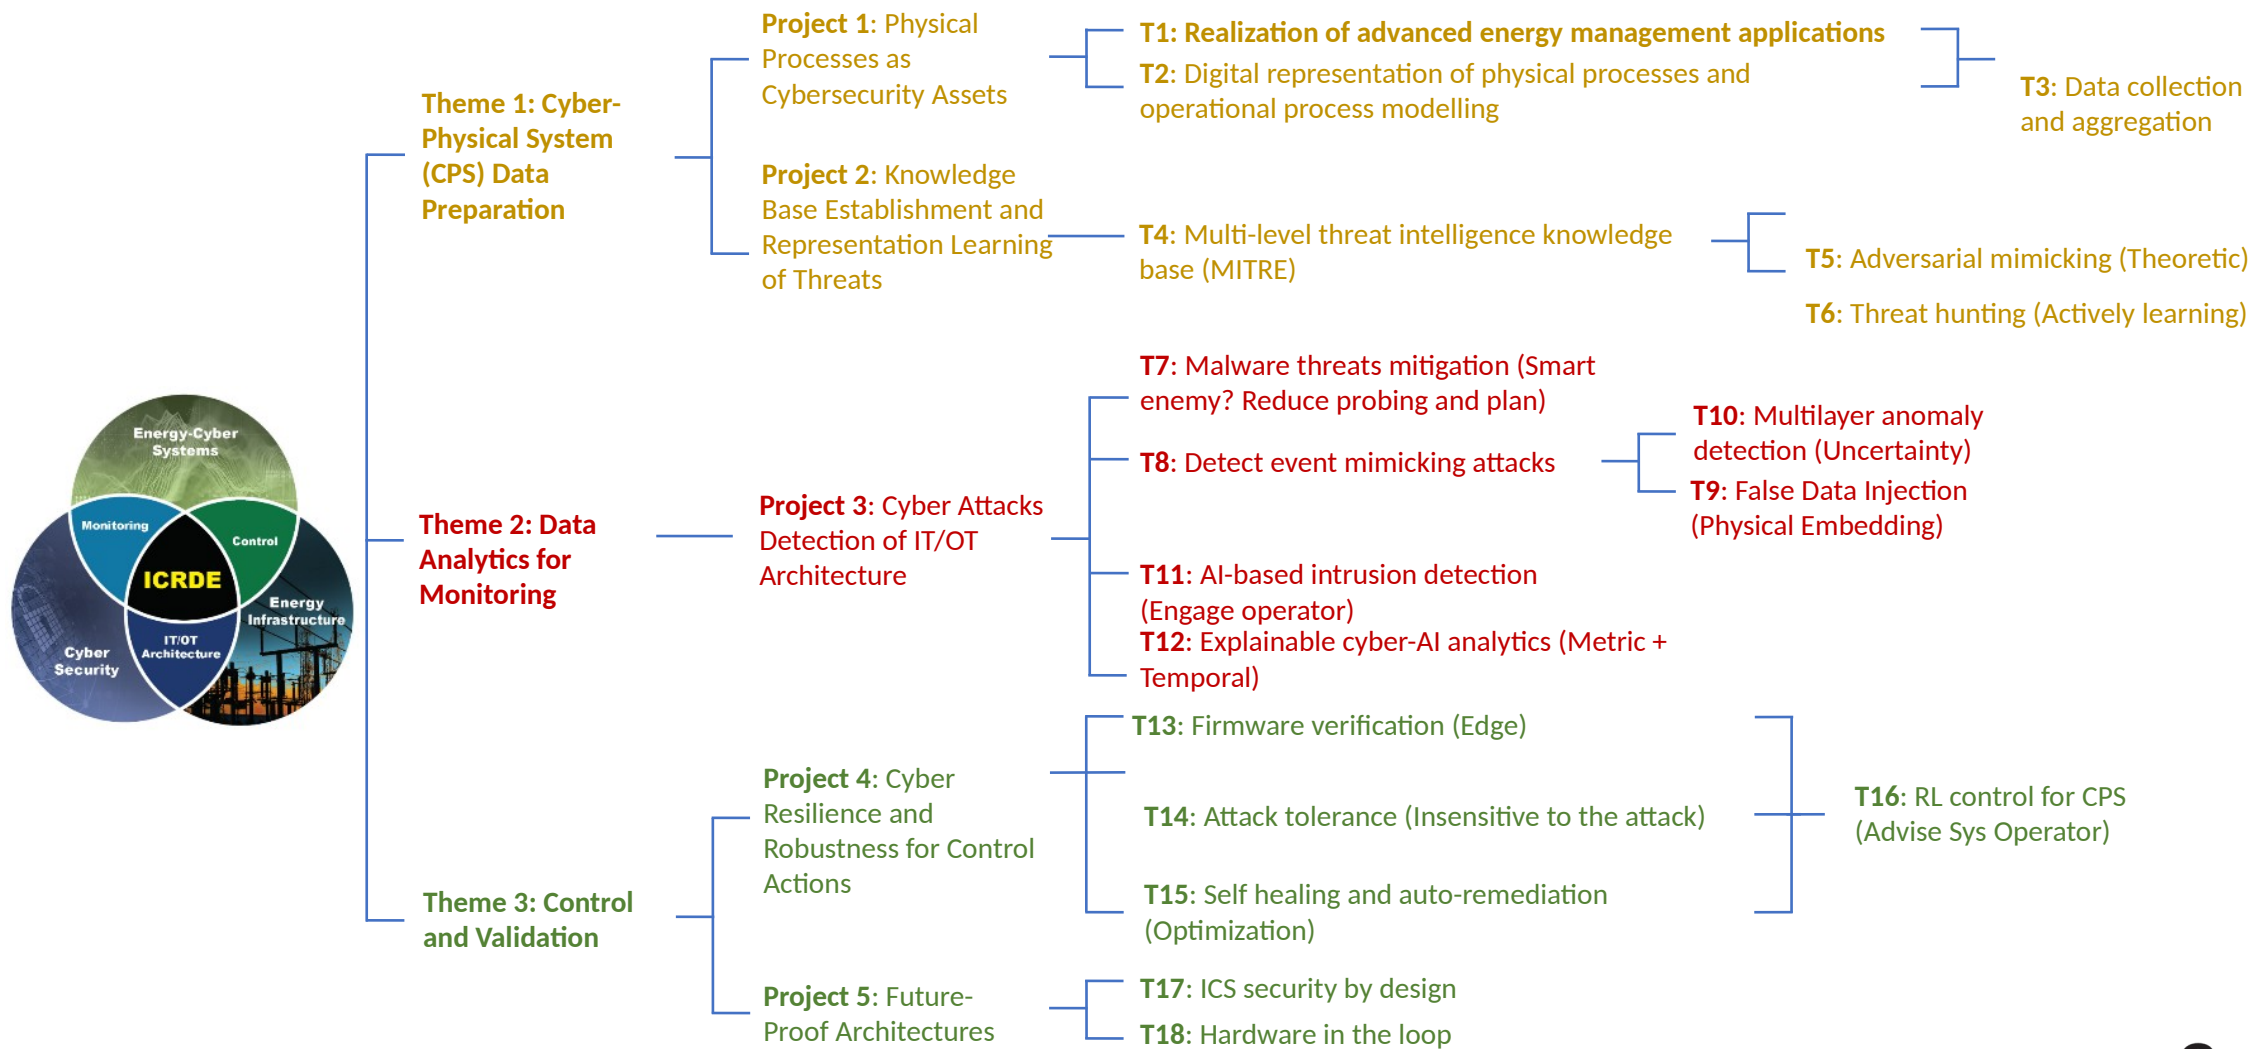 Energy-Cyber
Systems
Monitoring
Control
ICRDE
Energy
Infrastructure
IT/OT
Architecture
Cyber
Security
Theme 1: Cyber-
Physical System
(CPS) Data
Preparation
Project 1: Physical
Processes as
Cybersecurity Assets
T1: Realization of advanced energy management applications
T2: Digital representation of physical processes and
operational process modelling
T3: Data collection
and aggregation
Project 2: Knowledge
Base Establishment and
Representation Learning
of Threats
T4: Multi-level threat intelligence knowledge
base (MITRE)
T5: Adversarial mimicking (Theoretic)
T6: Threat hunting (Actively learning)
Theme 2: Data
Analytics for
Monitoring
Project 3: Cyber Attacks
Detection of IT/OT
Architecture
T7: Malware threats mitigation (Smart
enemy? Reduce probing and plan)
T8: Detect event mimicking attacks
T10: Multilayer anomaly
detection (Uncertainty)
T9: False Data Injection
(Physical Embedding)
T11: AI-based intrusion detection
(Engage operator)
T12: Explainable cyber-AI analytics (Metric +
Temporal)
Theme 3: Control
and Validation
Project 4: Cyber
Resilience and
Robustness for Control
Actions
T13: Firmware verification (Edge)
T14: Attack tolerance (Insensitive to the attack)
T15: Self healing and auto-remediation
(Optimization)
T16: RL control for CPS
(Advise Sys Operator)
Project 5: Future-
Proof Architectures
T17: ICS security by design
T18: Hardware in the loop